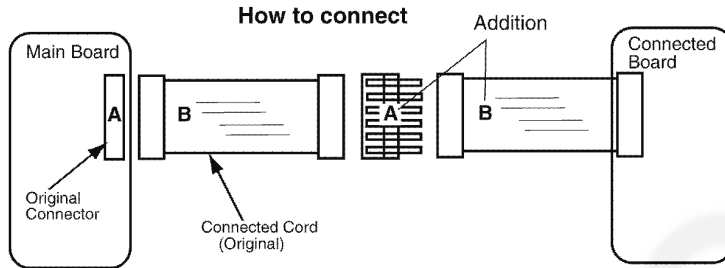 How to connect
Addition
Main Board
Connected
Board
A
B
A
B
Original
Connector
Connected Cord
(Original)